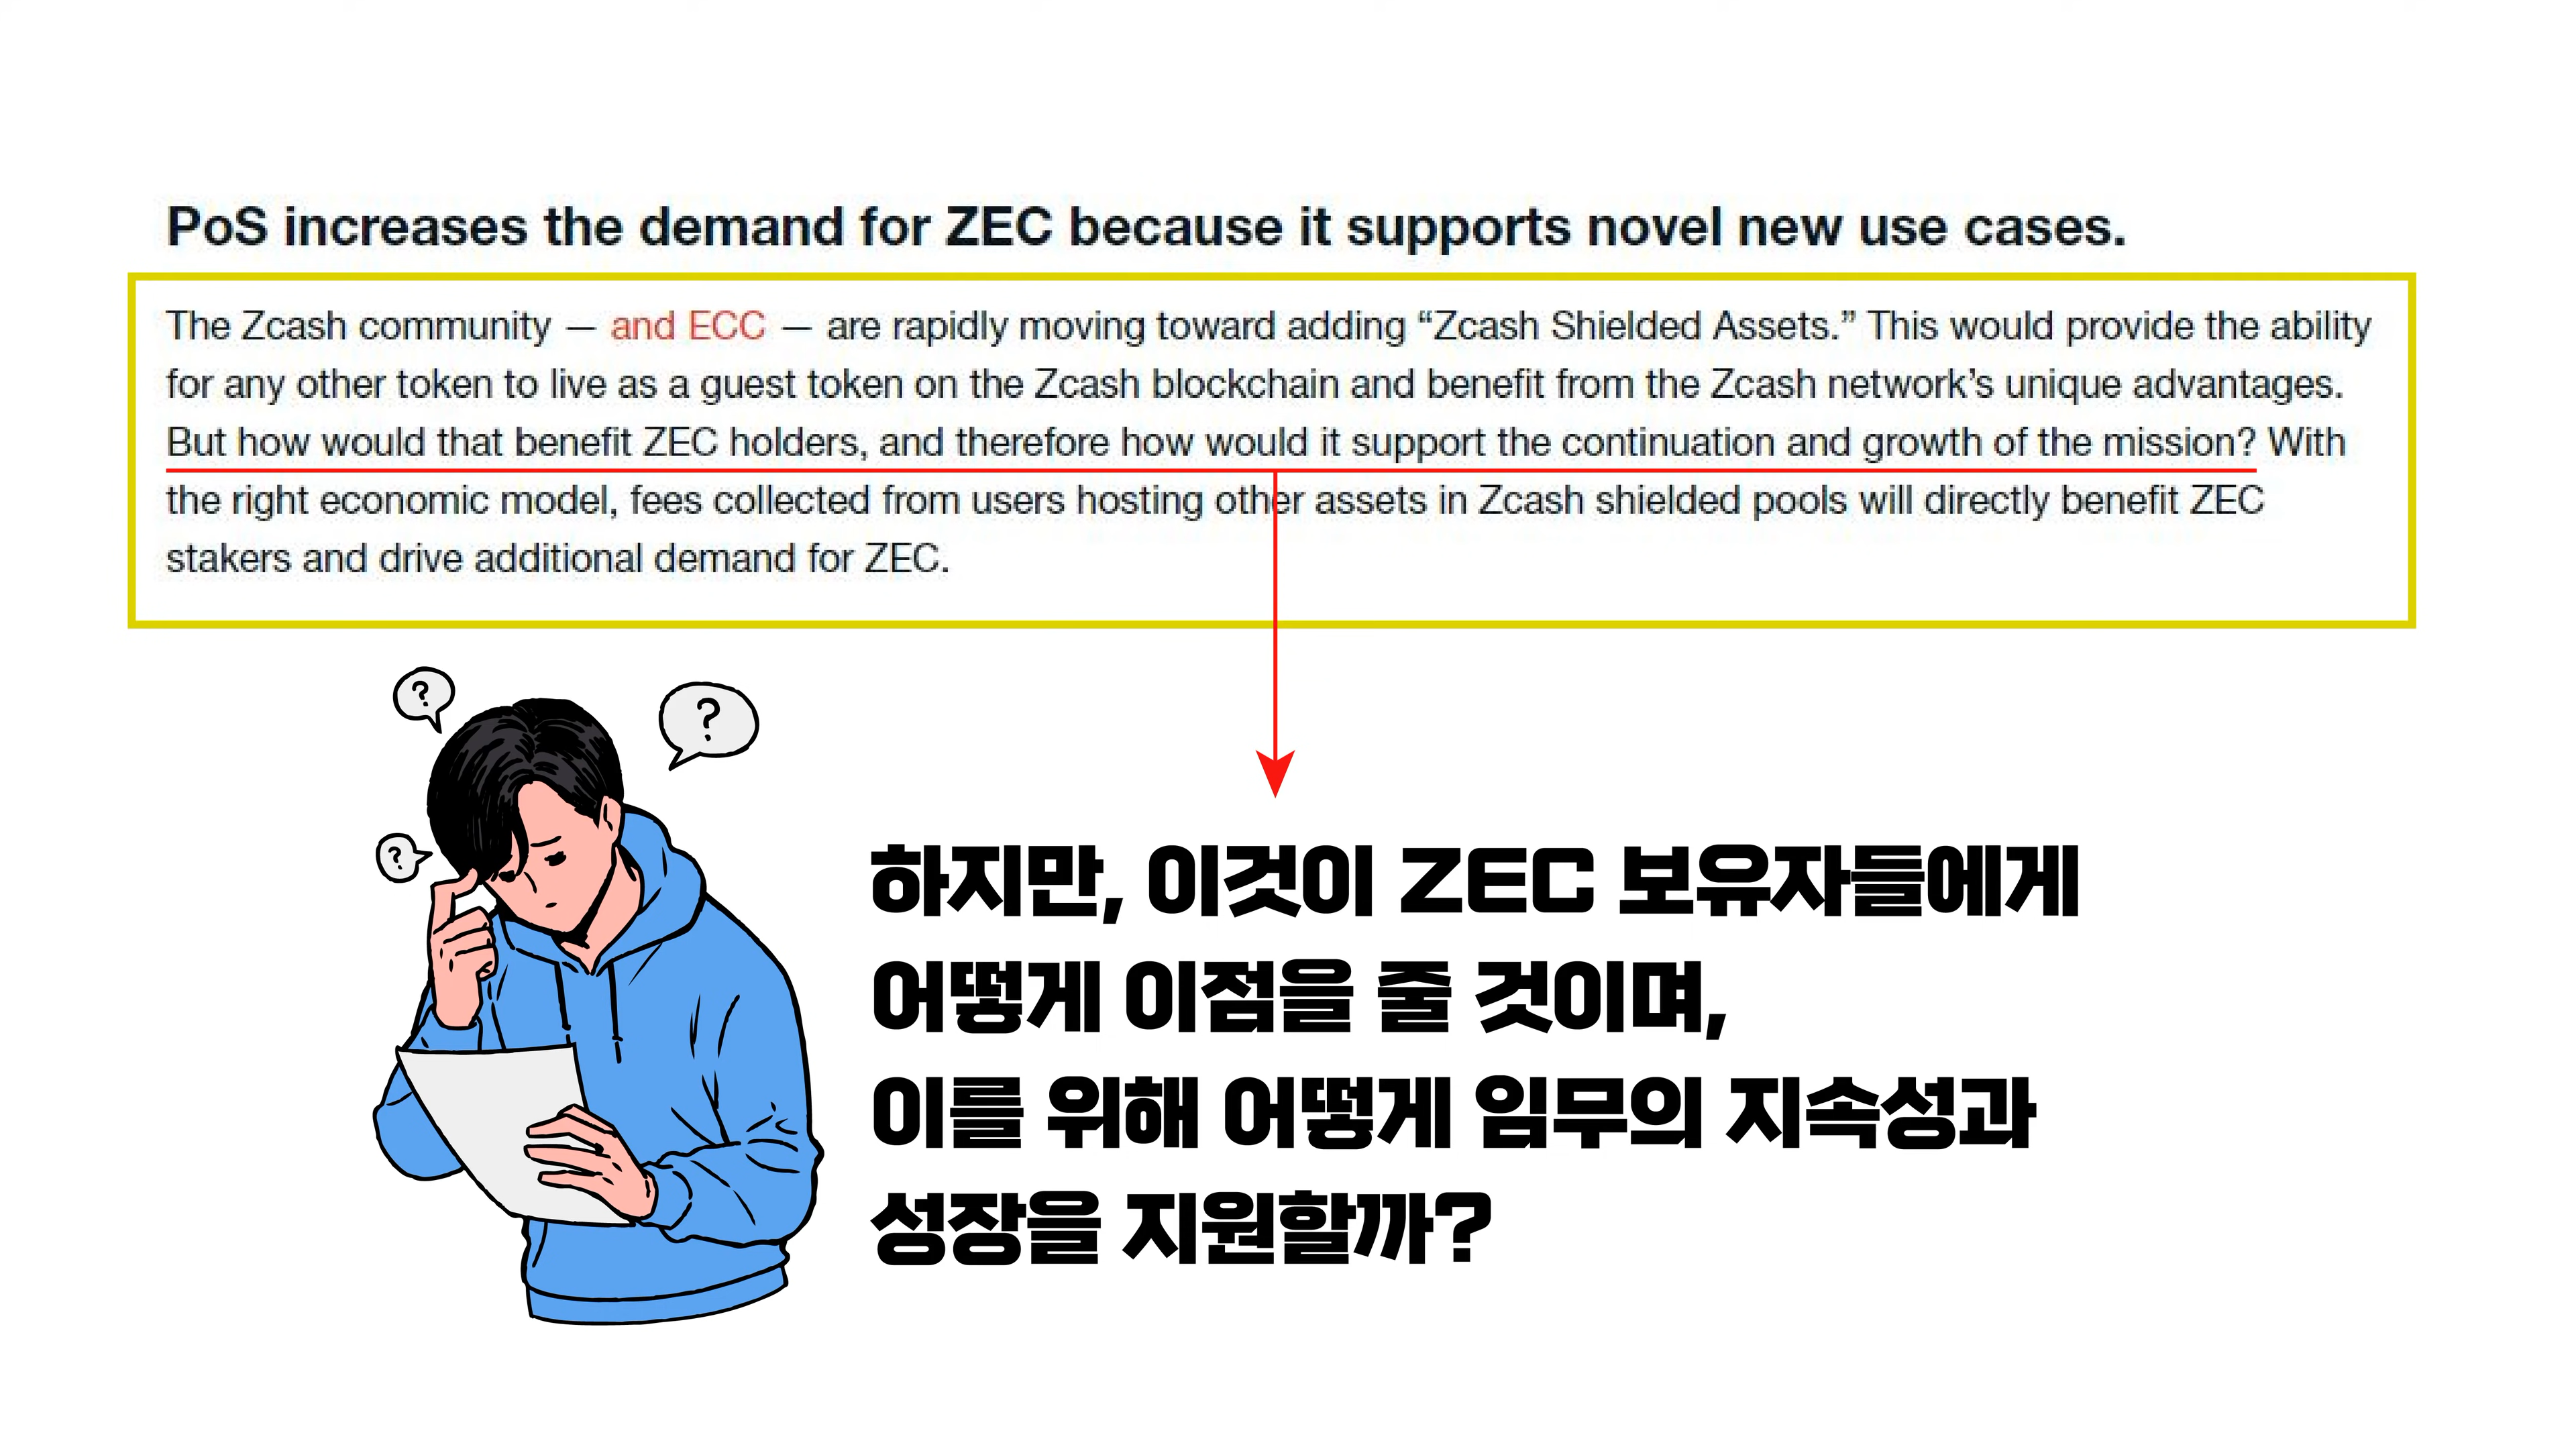 PoS increases the demand for ZEC because it supports novel new use cases.
The Zcash community — and ECC — are rapidly moving toward adding “Zcash Shielded Assets.” This would provide the ability
for any other token to live as a guest token on the Zcash blockchain and benefit from the Zcash network’s unique advantages.
But how would that benefit ZEC holders, and therefore how would it support the continuation and growth of the mission? With
the right economic model, fees collected from users hosting other assets in Zcash shielded pools will directly benefit ZEC
stakers and drive additional demand for ZEC.
?
?
?
하지만, 이것이 ZEC 보유자들에게
어떻게 이점을 줄 것이며,
이를 위해 어떻게 임무의 지속성과
성장을 지원할까?